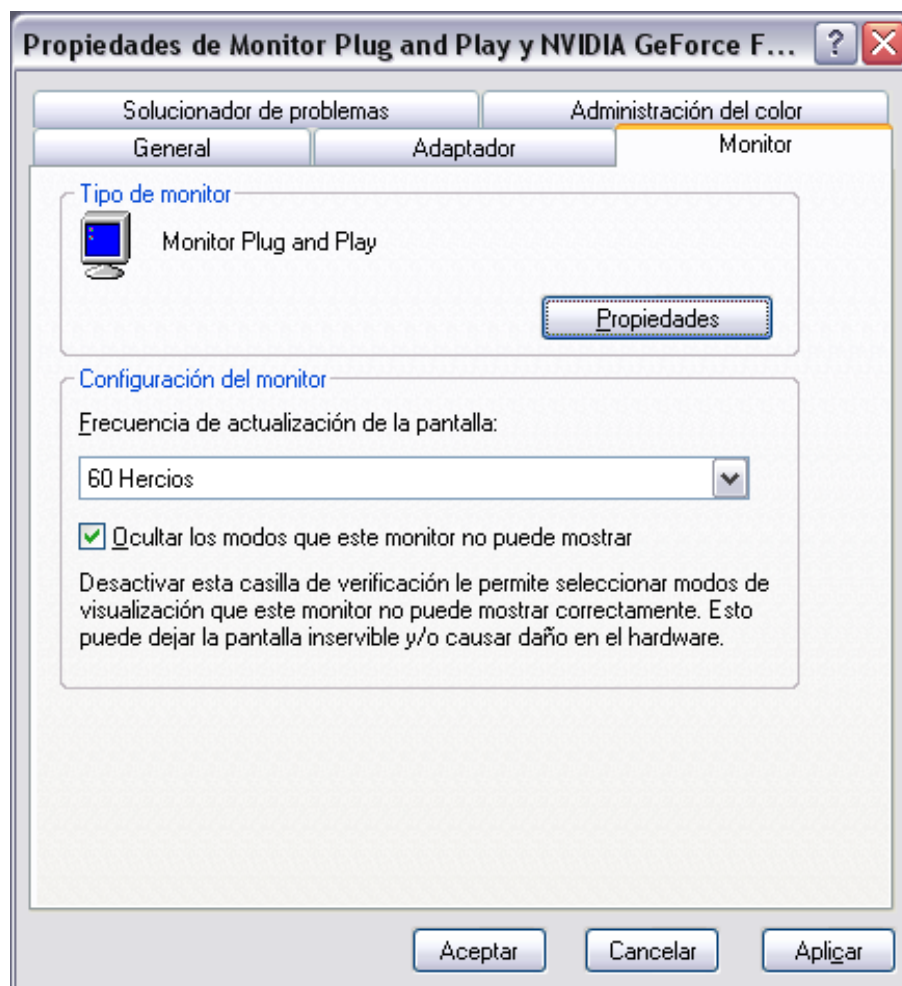 Propiedades de Monitor Plug and Play y NVIDIA GeForce F...
Solucionador de problemas
Administración del color
General
Adaptador
Monitor
Tipo de monitor
Monitor Plug and Play
Propiedades
Configuración del monitor
Frecuencia de actualización de la pantalla:
60 Hercios
Ocultar los modos que este monitor no puede mostrar
Desactivar esta casilla de verificación le permite seleccionar modos de
visualización que este monitor no puede mostrar correctamente. Esto
puede dejar la pantalla inservible y/o causar daño en el hardware.
Aceptar
Cancelar
Aplicar